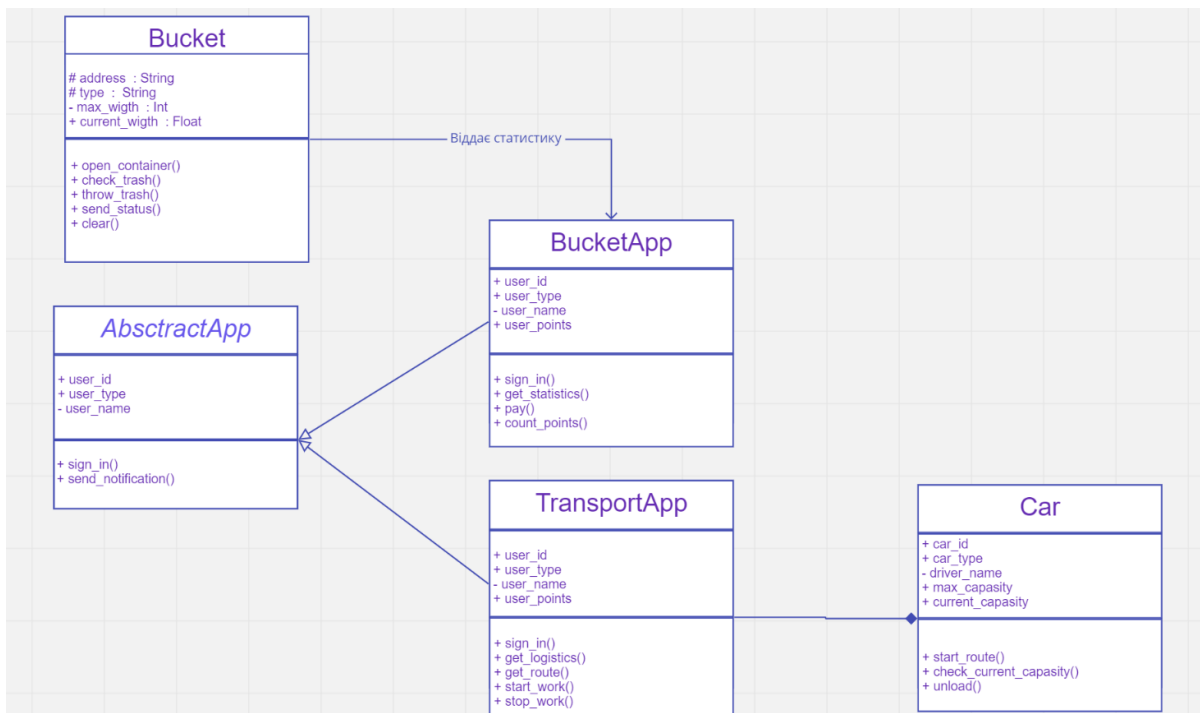 Bucket
# address : String
# type : String
- max_wigth : Int
+ current_wigth : Float
+ open_container()
+ check_trash()
+ throw_trash()
+ send_status()
+ clear()
Віддає статистику
BucketApp
+ user_id
+ user_type
- user_name
+ user_points
+ sign_in()
+ get_statistics()
+ pay()
+ count_points()
AbsctractApp
+ user_id
+ user_type
- user_name
+ sign_in()
+ send_notification()
TransportApp
+ user_id
+ user_type
- user_name
+ user_points
+ sign_in()
+ get_logistics()
+ get_route()
+ start_work()
+ stop_work()
Car
+ car_id
+ car_type
- driver_name
+ max_capasity
+ current_capasity
+ start_route()
+ check_current_capasity()
+ unload()